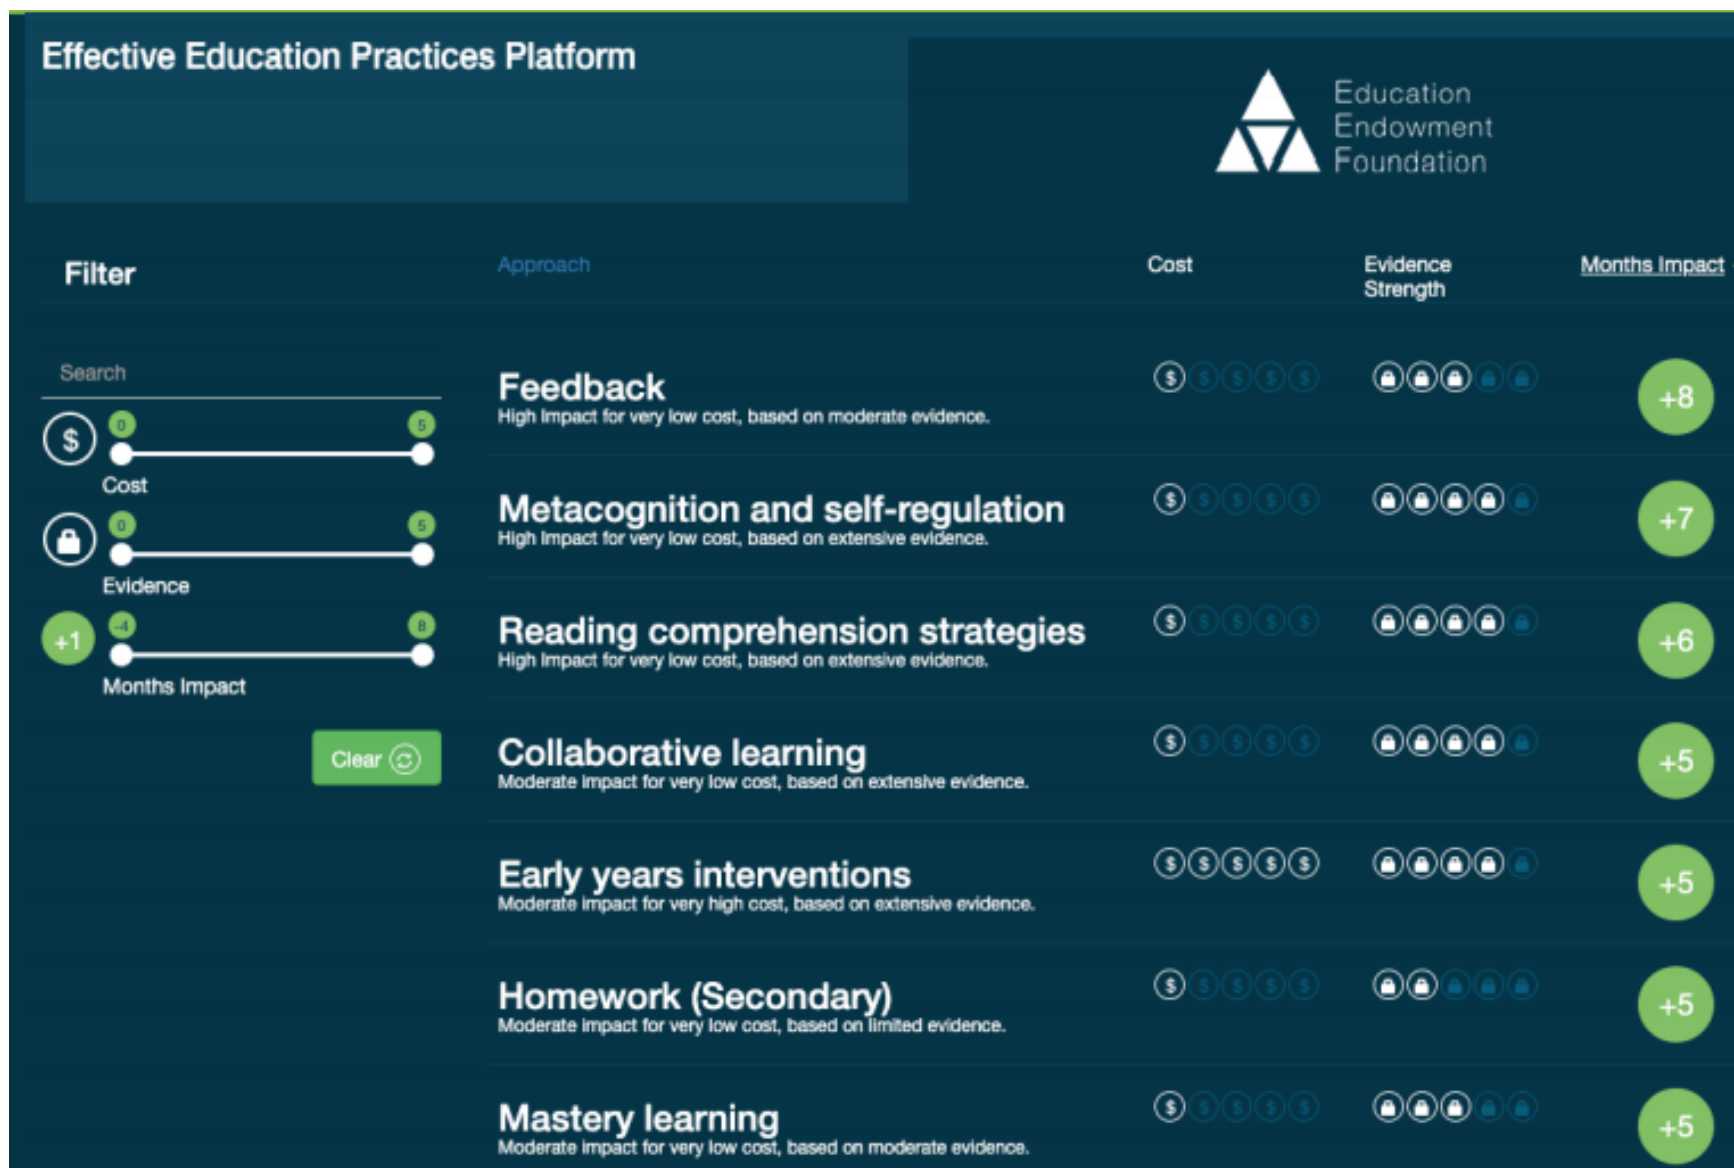 Effective Education Practices Platform
Education
Endowment
Foundation
Filter
Approach
Cost
Evidence
Strength
Months Impact
Search
0
5
Cost
0
5
Evidence
+1
-4
8
Months Impact
Clear
Feedback
High Impact for very low cost, based on moderate evidence.
+8
Metacognition and self-regulation
High Impact for very low cost, based on extensive evidence.
+7
Reading comprehension strategies
High Impact for very low cost, based on extensive evidence.
+6
Collaborative learning
Moderate impact for very low cost, based on extensive evidence.
+5
Early years interventions
Moderate impact for very high cost, based on extensive evidence.
+5
Homework (Secondary)
Moderate impact for very low cost, based on limited evidence.
+5
Mastery learning
Moderate impact for very low cost, based on moderate evidence.
+5